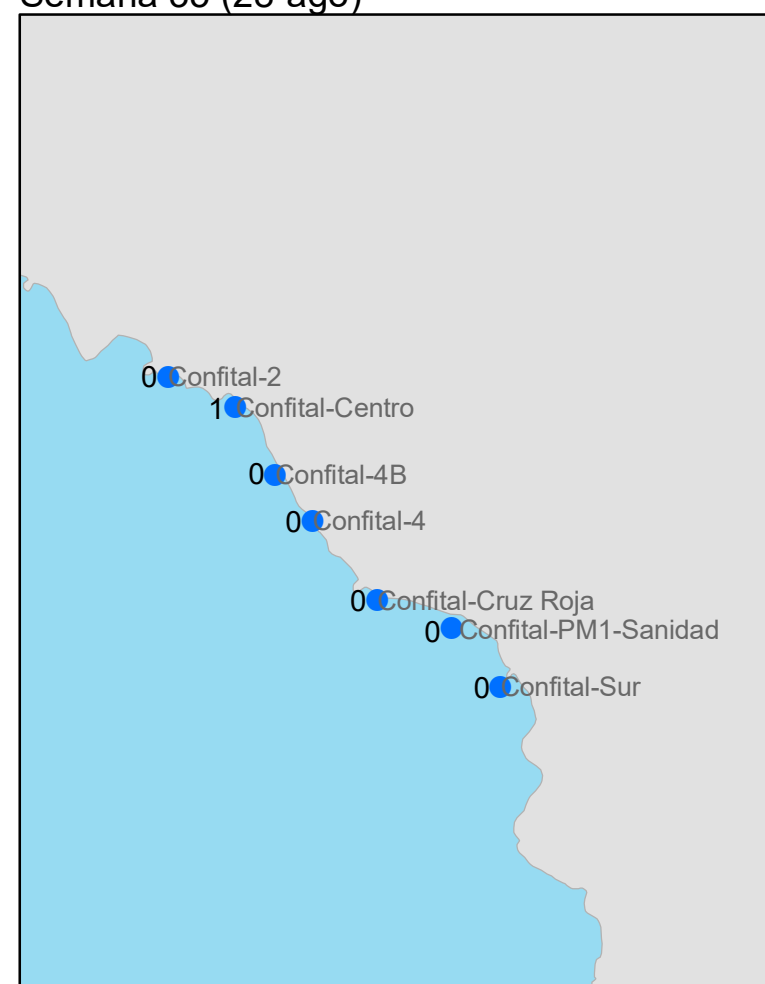 0 Confital-2
1 Confital-Centro
0 Confital-4B
0 Confital-4
0 Confital-Cruz Roja
0 Confital-PM1-Sanidad
0 Confital-Sur